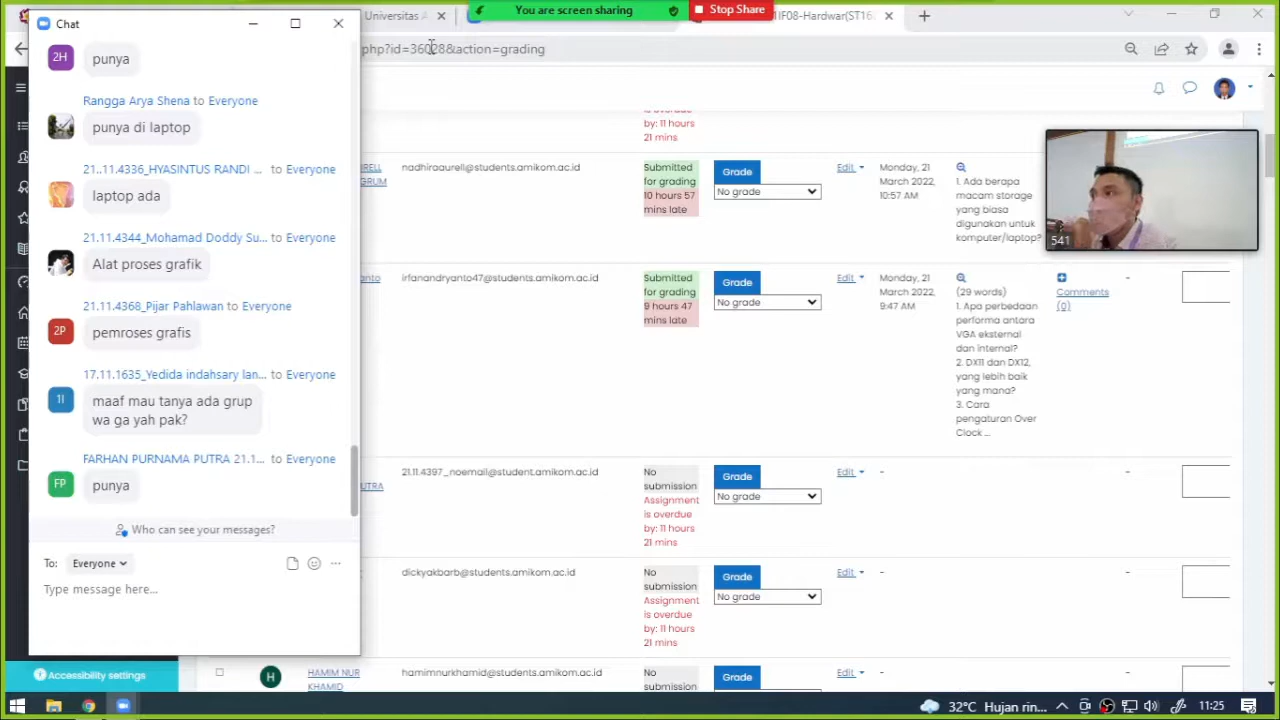 Chat
Universitas A
You are screen sharing
Stop Share
1IF08-Hardwar(ST16
php?id=36028&action=grading
2H
punya
Rangga Arya Shena to Everyone
punya di laptop
21..11.4336_HYASINTUS RANDI ... to Everyone
laptop ada
21.11.4344_Mohamad Doddy Su... to Everyone
Alat proses grafik
21.11.4368_Pijar Pahlawan to Everyone
2P
pemroses grafis
17.11.1635_Yedida indahsary lan... to Everyone
1I
maaf mau tanya ada grup
wa ga yah pak?
FARHAN PURNAMA PUTRA 21.1... to Everyone
FP
punya
Who can see your messages?
To: Everyone
Type message here...
Accessibility settings
by: 11 hours
21 mins
RELL
GRUM
nadhiraaurell@students.amikom.ac.id
Submitted
for grading
10 hours 57
mins late
Grade
No grade
Edit
Monday, 21
March 2022,
10:57 AM
1. Ada berapa
macam storage
yang biasa
digunakan untuk
komputer/laptop?
541
anto
irfanandryanto47@students.amikom.ac.id
Submitted
for grading
9 hours 47
mins late
Grade
No grade
Edit
Monday, 21
March 2022,
9:47 AM
(29 words)
1. Apa perbedaan
performa antara
VGA eksternal
dan internal?
2. DX11 dan DX12,
yang lebih baik
yang mana?
3. Cara
pengaturan Over
Clock ...
Comments
(0)
-
UTRA
21.11.4397_noemail@student.amikom.ac.id
No
submission
Assignment
is overdue
by: 11 hours
21 mins
Grade
No grade
Edit
-
-
dickyakbarb@students.amikom.ac.id
No
submission
Assignment
is overdue
by: 11 hours
21 mins
Grade
No grade
Edit
-
-
H
HAMIM NUR
KHAMID
hamimnurkhamid@students.amikom.ac.id
No
submission
Grade
Edit
-
-
32°C Hujan rin...
11:25